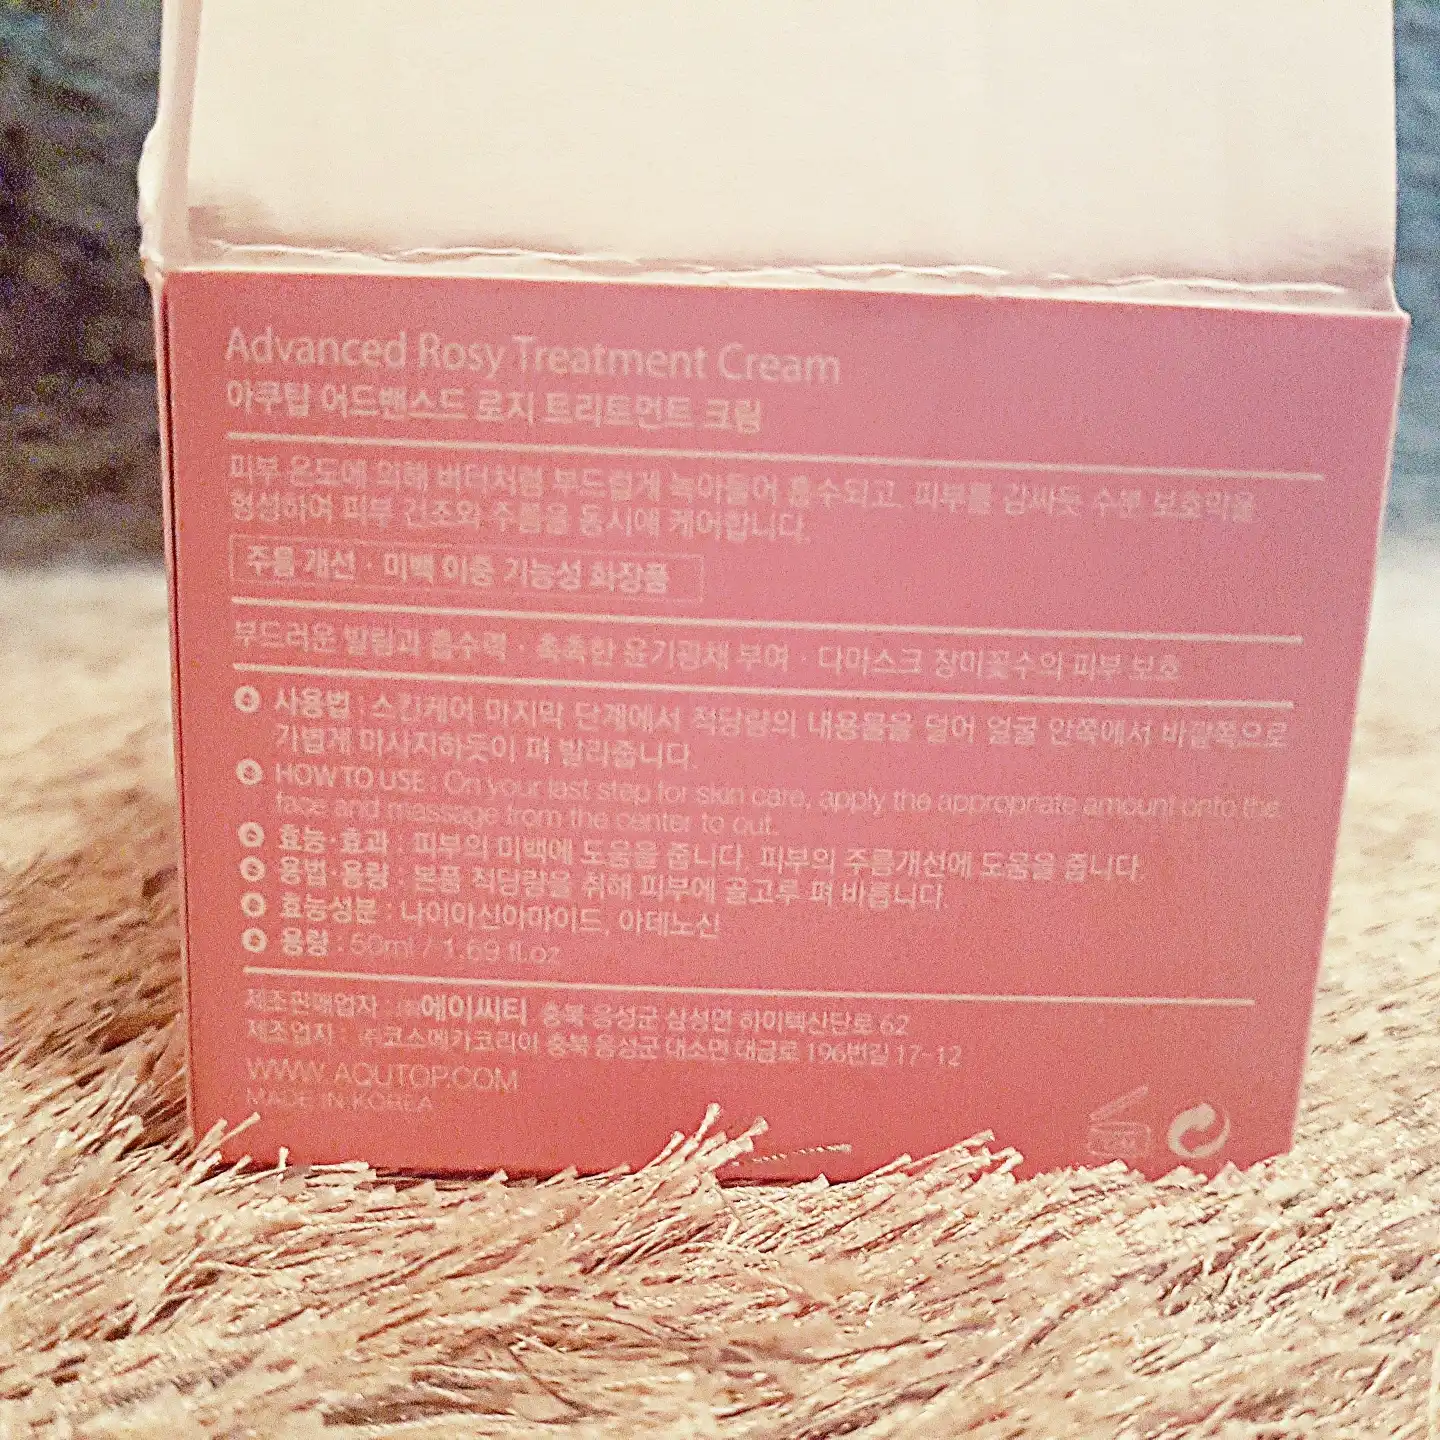 Advanced Rosy Treatment Cream
아쿠탑 어드밴스드 로지 트리트먼트 크림
피부 온도에 의해 버터처럼 부드럽게 녹아들어 흡수되고, 피부를 감싸듯 수분 보호막을
형성하여 피부 건조와 주름을 동시에 케어합니다.
주름 개선 · 미백 이중 기능성 화장품
부드러운 발림과 흡수력 · 촉촉한 윤기광채 부여 · 다마스크 장미꽃수의 피부 보호
사용법 : 스킨케어 마지막 단계에서 적당량의 내용물을 덜어 얼굴 안쪽에서 바깥쪽으로
가볍게 마사지하듯이 펴 발라줍니다.
HOW TO USE : On your last step for skin care, apply the appropriate amount onto the
face and massage from the center to out.
효능·효과 : 피부의 미백에 도움을 줍니다. 피부의 주름개선에 도움을 줍니다.
용법·용량 : 본품 적당량을 취해 피부에 골고루 펴 바릅니다.
효능성분 : 나이아신아마이드, 아데노신
용량 : 50ml / 1.69 fl.oz
제조판매업자 : ㈜에이씨티 충북 음성군 삼성면 하이텍산단로 62
제조업자 : ㈜코스메카코리아 충북 음성군 대소면 대금로 196번길 17-12
WWW.AQUTOP.COM
MADE IN KOREA